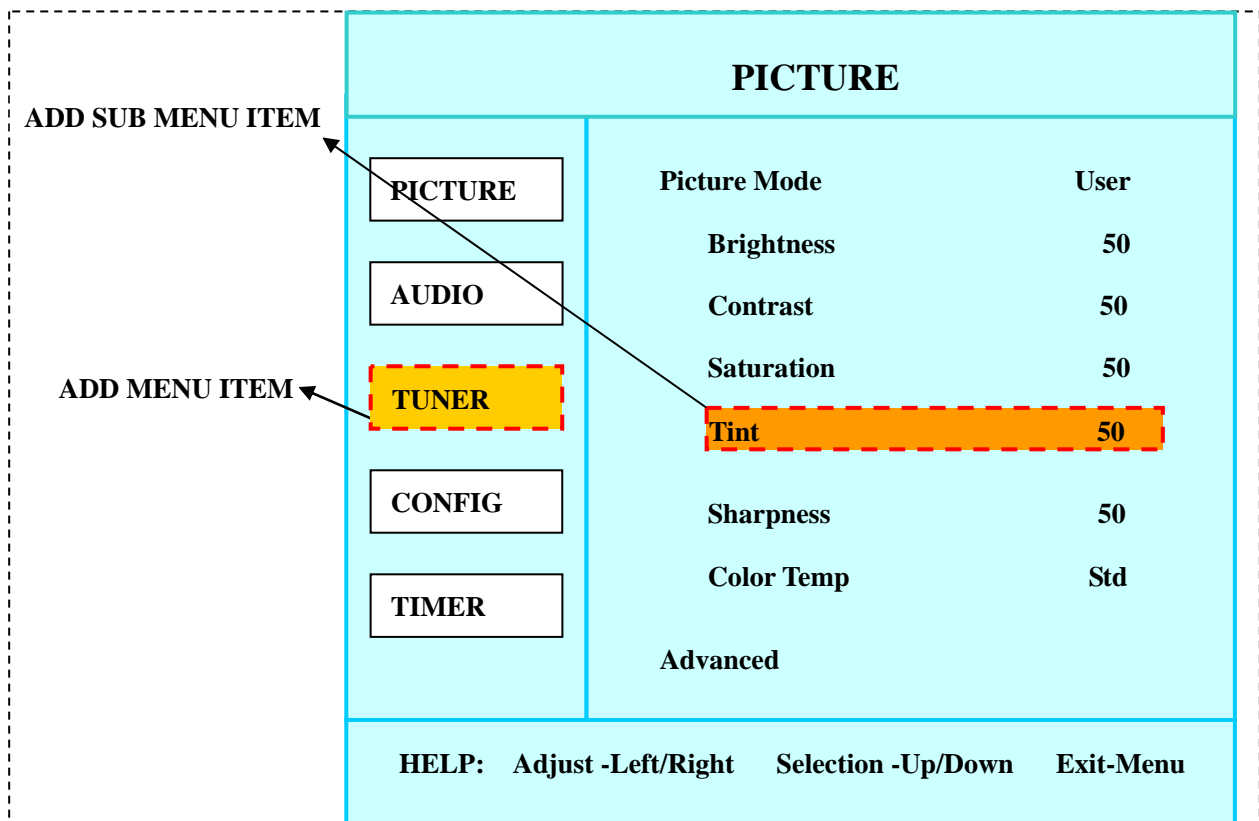 PICTURE
ADD SUB MENU ITEM
PICTURE
AUDIO
ADD MENU ITEM
TUNER
CONFIG
TIMER
Picture Mode User
Brightness 50
Contrast 50
Saturation 50
Tint 50
Sharpness 50
Color Temp Std
Advanced
HELP: Adjust -Left/Right Selection -Up/Down Exit-Menu